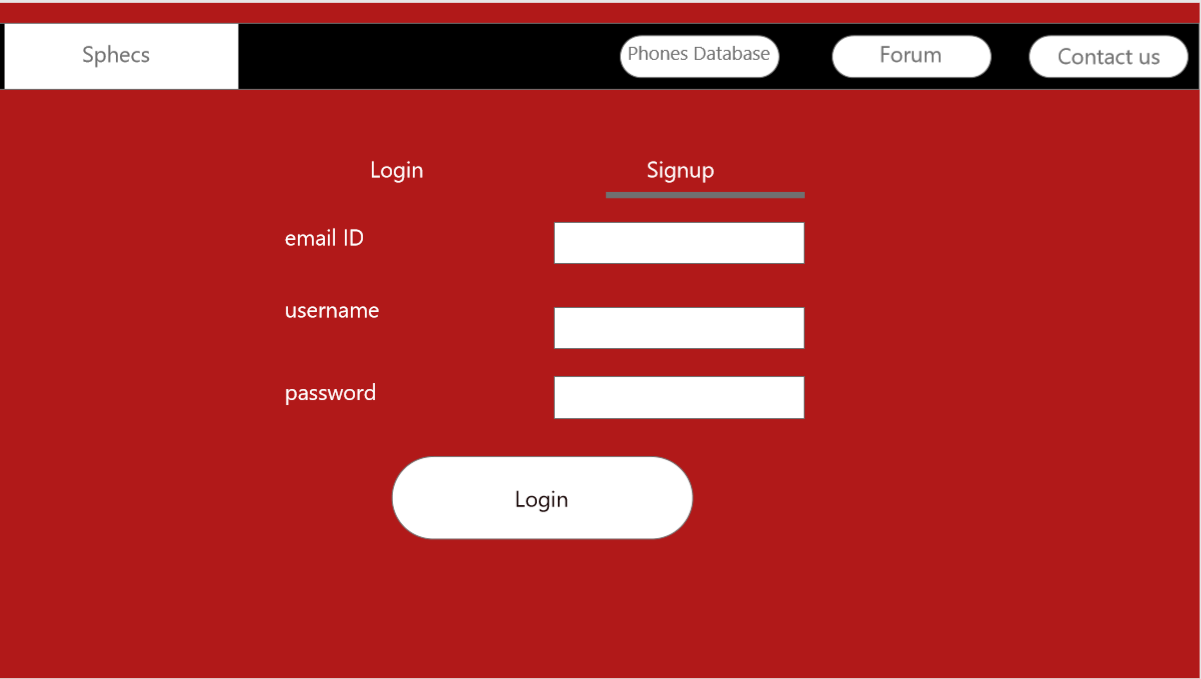 Sphecs
Phones Database
Forum
Contact us
Login
Signup
email ID
username
password
Login